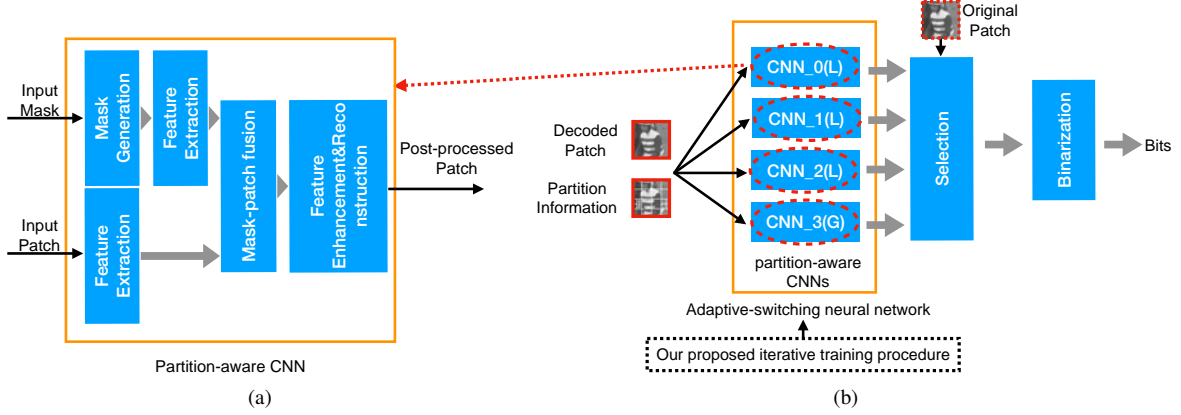 Input
Mask
Mask
Generation
Feature
Extraction
Input
Patch
Feature
Extraction
Mask-patch fusion
Feature
Enhancement&Reco
nstruction
Post-processed
Patch
Partition-aware CNN
(a)
Original
Patch
Decoded
Patch
Partition
Information
CNN_0(L)
CNN_1(L)
CNN_2(L)
CNN_3(G)
partition-aware
CNNs
Selection
Binarization
Bits
Adaptive-switching neural network
Our proposed iterative training procedure
(b)